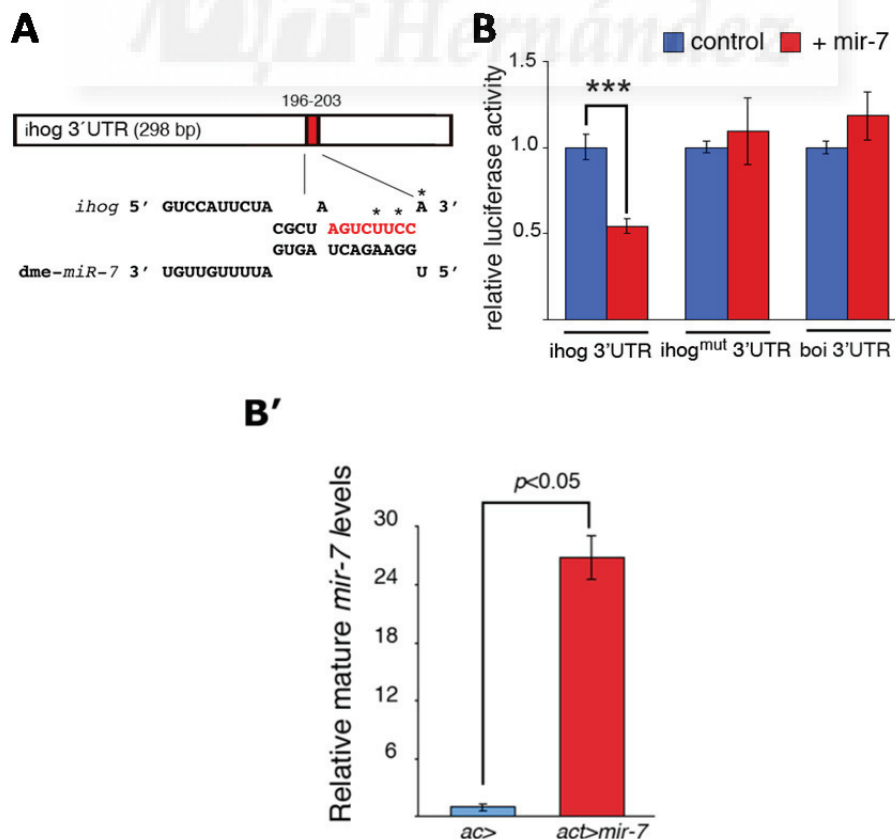 Hernández
A
B
control + mir-7
196-203
ihog 3´UTR (298 bp)
*
ihog 5′ GUCCAUUCUA A A 3′
* *
CGCU AGUCUUCC
GUGA UCAGAAGG
dme-miR-7 3′ UGUUGUUUUA U 5′
relative luciferase activity
1.5
1.0
0.5
***
ihog 3'UTR ihogmut 3'UTR boi 3'UTR
B'
p<0.05
Relative mature mir-7 levels
30
24
18
12
6
ac> act>mir-7